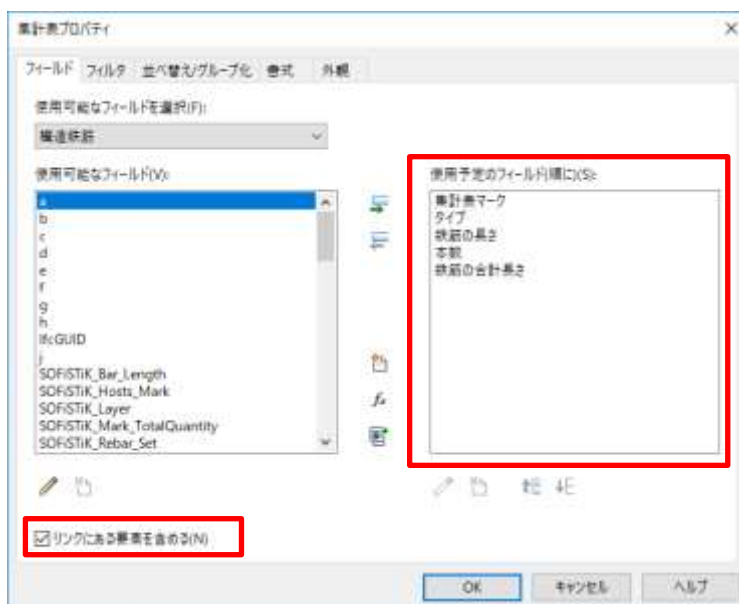 集計表プロパティ
フィールド フィルタ 並べ替え/グループ化 書式 外観
使用可能なフィールドを選択(F):
構造鉄筋
使用可能なフィールド(V):
a
b
c
d
e
f
g
h
IfcGUID
j
SOFiSTiK_Bar_Length
SOFiSTiK_Hosts_Mark
SOFiSTiK_Layer
SOFiSTiK_Mark_TotalQuantity
SOFiSTiK_Rebar_Set
使用予定のフィールド(順に)(S):
集計表マーク
タイプ
鉄筋の長さ
本数
鉄筋の合計長さ
リンクにある要素を含める(N)
OK キャンセル ヘルプ